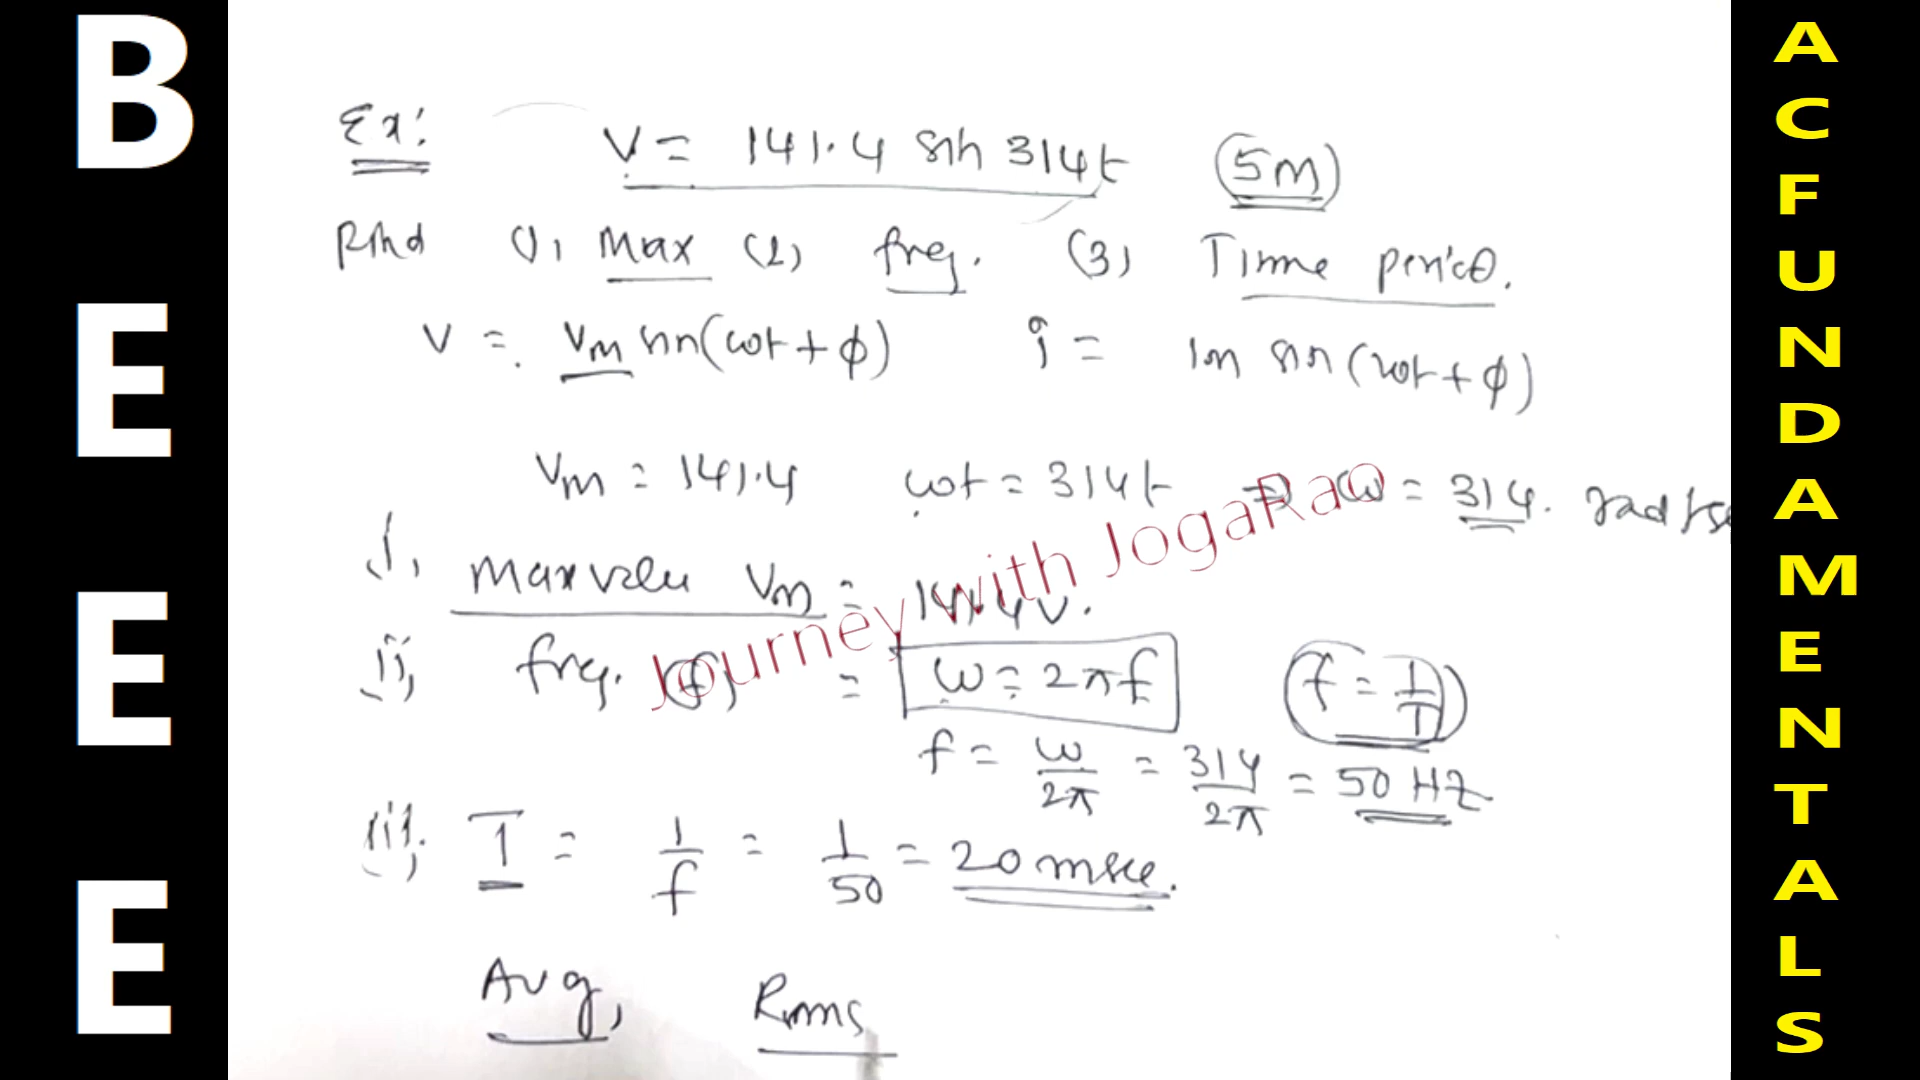 B
E
E
E
Ex:
V = 141.4 sin 314t (5M)
Find (1) Max (2) freq. (3) Time period.
V = Vm sin(ωt + φ) i = Im sin(ωt + φ)
Vm = 141.4 ωt = 314t ⇒ ω = 314. rad/se
i, Max value Vm = 141.4V.
ii, freq. (f) = ω = 2πf (f = 1/T)
f = ω/2π = 314/2π = 50 HZ
iii, T = 1/f = 1/50 = 20 msec.
Avg, Rms
Journey with JogaRao
A
C
F
U
N
D
A
M
E
N
T
A
L
S